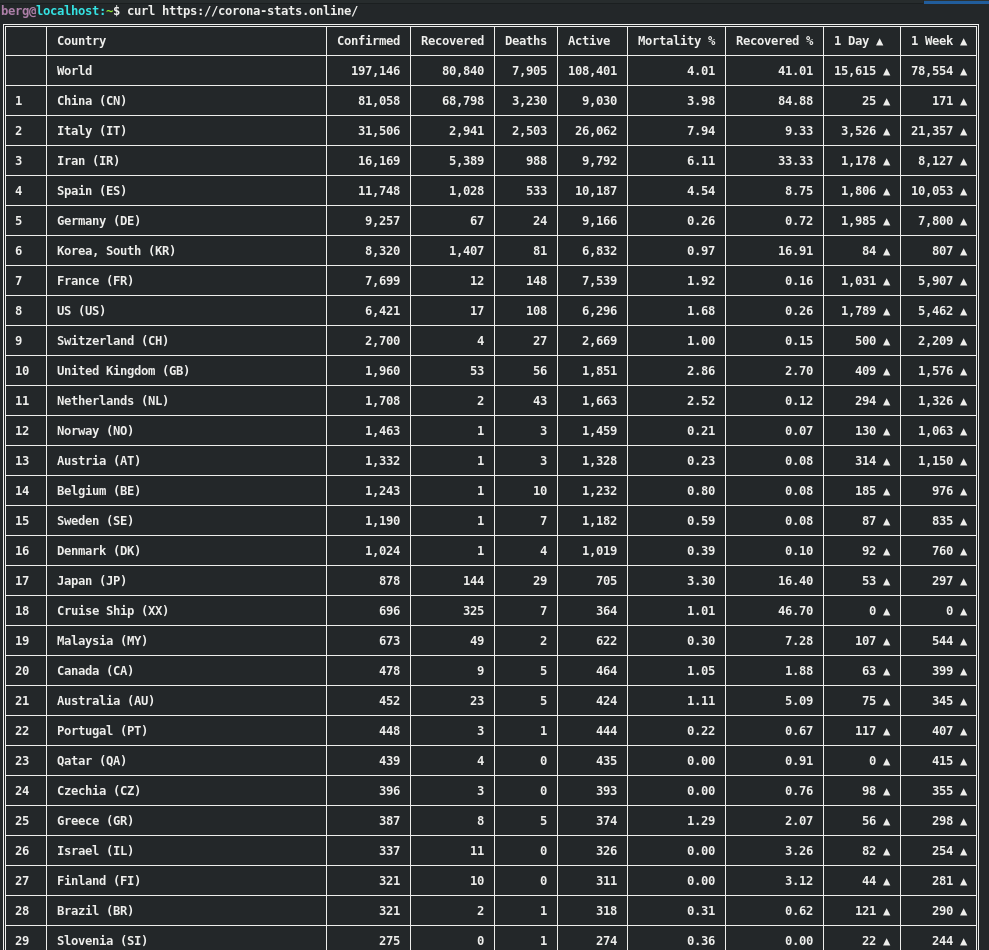 berg@localhost:~$ curl https://corona-stats.online/
Country Confirmed Recovered Deaths Active Mortality % Recovered % 1 Day ▲ 1 Week ▲
World 197,146 80,840 7,905 108,401 4.01 41.01 15,615 ▲ 78,554 ▲
1 China (CN) 81,058 68,798 3,230 9,030 3.98 84.88 25 ▲ 171 ▲
2 Italy (IT) 31,506 2,941 2,503 26,062 7.94 9.33 3,526 ▲ 21,357 ▲
3 Iran (IR) 16,169 5,389 988 9,792 6.11 33.33 1,178 ▲ 8,127 ▲
4 Spain (ES) 11,748 1,028 533 10,187 4.54 8.75 1,806 ▲ 10,053 ▲
5 Germany (DE) 9,257 67 24 9,166 0.26 0.72 1,985 ▲ 7,800 ▲
6 Korea, South (KR) 8,320 1,407 81 6,832 0.97 16.91 84 ▲ 807 ▲
7 France (FR) 7,699 12 148 7,539 1.92 0.16 1,031 ▲ 5,907 ▲
8 US (US) 6,421 17 108 6,296 1.68 0.26 1,789 ▲ 5,462 ▲
9 Switzerland (CH) 2,700 4 27 2,669 1.00 0.15 500 ▲ 2,209 ▲
10 United Kingdom (GB) 1,960 53 56 1,851 2.86 2.70 409 ▲ 1,576 ▲
11 Netherlands (NL) 1,708 2 43 1,663 2.52 0.12 294 ▲ 1,326 ▲
12 Norway (NO) 1,463 1 3 1,459 0.21 0.07 130 ▲ 1,063 ▲
13 Austria (AT) 1,332 1 3 1,328 0.23 0.08 314 ▲ 1,150 ▲
14 Belgium (BE) 1,243 1 10 1,232 0.80 0.08 185 ▲ 976 ▲
15 Sweden (SE) 1,190 1 7 1,182 0.59 0.08 87 ▲ 835 ▲
16 Denmark (DK) 1,024 1 4 1,019 0.39 0.10 92 ▲ 760 ▲
17 Japan (JP) 878 144 29 705 3.30 16.40 53 ▲ 297 ▲
18 Cruise Ship (XX) 696 325 7 364 1.01 46.70 0 ▲ 0 ▲
19 Malaysia (MY) 673 49 2 622 0.30 7.28 107 ▲ 544 ▲
20 Canada (CA) 478 9 5 464 1.05 1.88 63 ▲ 399 ▲
21 Australia (AU) 452 23 5 424 1.11 5.09 75 ▲ 345 ▲
22 Portugal (PT) 448 3 1 444 0.22 0.67 117 ▲ 407 ▲
23 Qatar (QA) 439 4 0 435 0.00 0.91 0 ▲ 415 ▲
24 Czechia (CZ) 396 3 0 393 0.00 0.76 98 ▲ 355 ▲
25 Greece (GR) 387 8 5 374 1.29 2.07 56 ▲ 298 ▲
26 Israel (IL) 337 11 0 326 0.00 3.26 82 ▲ 254 ▲
27 Finland (FI) 321 10 0 311 0.00 3.12 44 ▲ 281 ▲
28 Brazil (BR) 321 2 1 318 0.31 0.62 121 ▲ 290 ▲
29 Slovenia (SI) 275 0 1 274 0.36 0.00 22 ▲ 244 ▲